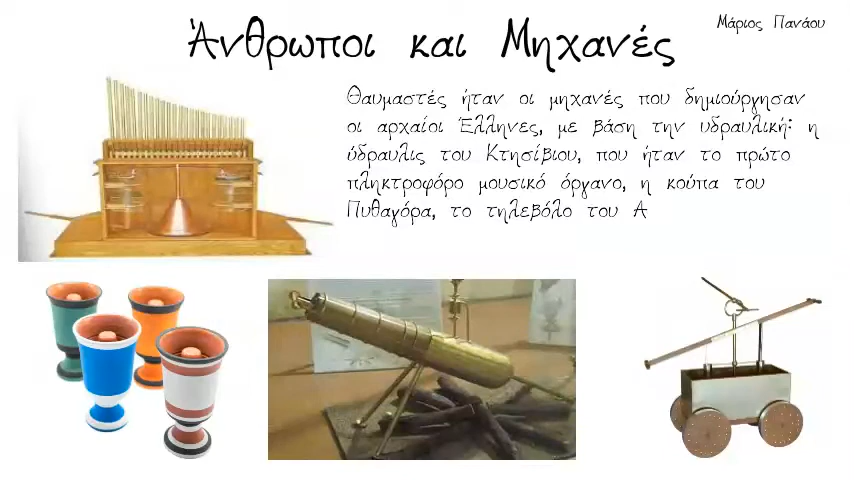 Άνθρωποι και Μηχανές
Μάριος Πανάου
Θαυμαστές ήταν οι μηχανές που δημιούργησαν
οι αρχαίοι Έλληνες, με βάση την υδραυλική: η
ύδραυλις του Κτησίβιου, που ήταν το πρώτο
πληκτροφόρο μουσικό όργανο, η κούπα του
Πυθαγόρα, το τηλεβόλο του Α